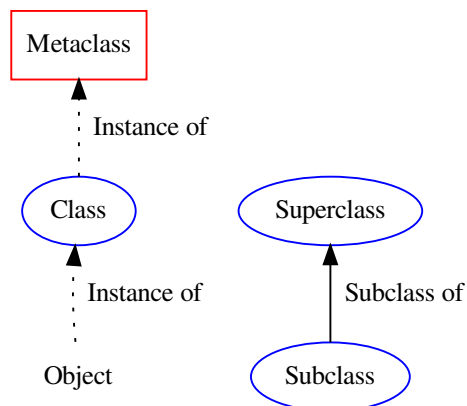 Metaclass
Instance of
Class
Superclass
Instance of
Subclass of
Object
Subclass